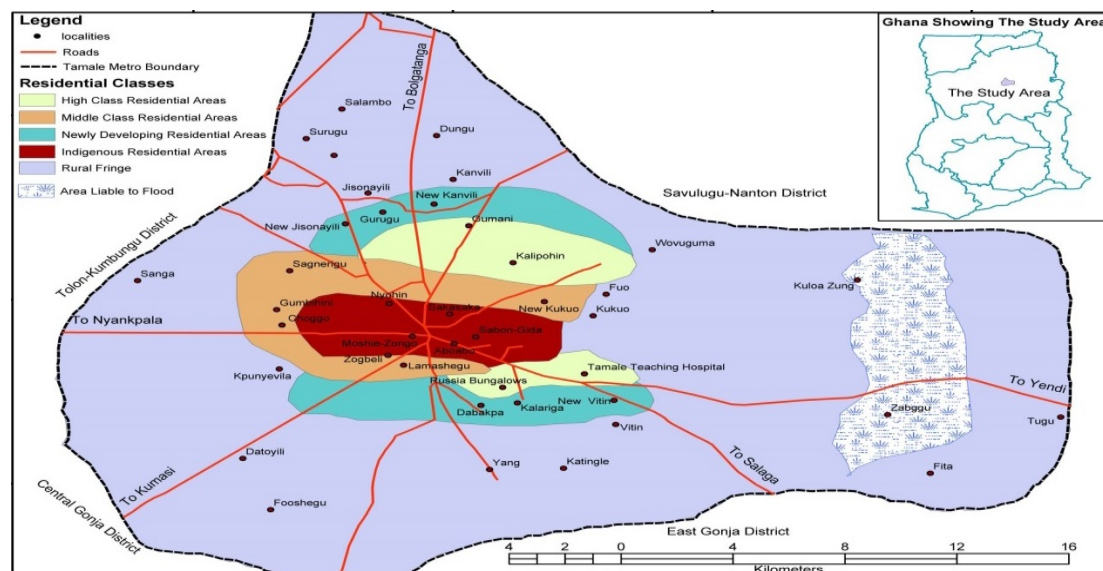 Legend
localities
Roads
Tamale Metro Boundary
Residential Classes
High Class Residential Areas
Middle Class Residential Areas
Newly Developing Residential Areas
Indigenous Residential Areas
Rural Fringe
Area Liable to Flood
Ghana Showing The Study Area
The Study Area
To Bolgatanga
Salambo
Surugu
Dungu
Kanvili
Jisonayili
New Kanvili
Savulugu-Nanton District
Gurugu
New Jisonayili
Gumani
Tolon-Kumbungu District
Wovuguma
Kalipohin
Sagnengu
Sanga
Kuloa Zung
Fuo
Nyohin
Gumbihini
New Kukuo
Kukuo
Sakasaka
To Nyankpala
Choggo
Sabon-Gida
Moshie-Zongo
Aboabo
Zogbeli
Lamashegu
Tamale Teaching Hospital
Kpunyevila
Russia Bungalows
To Yendi
New Vitin
Dabakpa
Kalariga
Zabggu
Tugu
Vitin
Datoyili
Yang
Katingle
To Salaga
Fita
To Kumasi
Central Gonja District
Fooshegu
East Gonja District
4 2 0 4 8 12 16
Kilometers